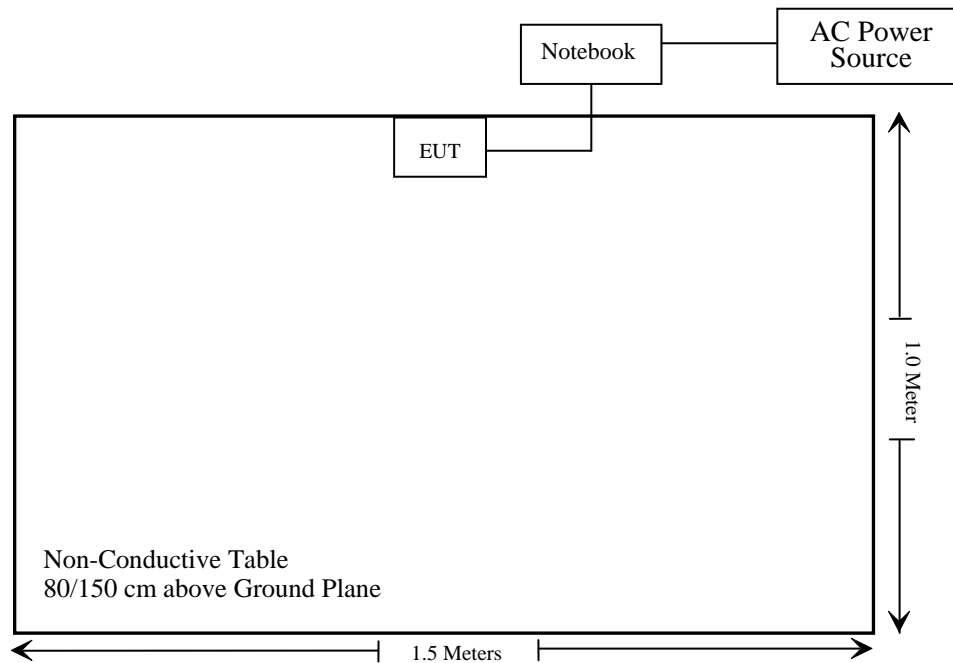 AC Power
Source
Notebook
EUT
1.0 Meter
Non-Conductive Table
80/150 cm above Ground Plane
1.5 Meters